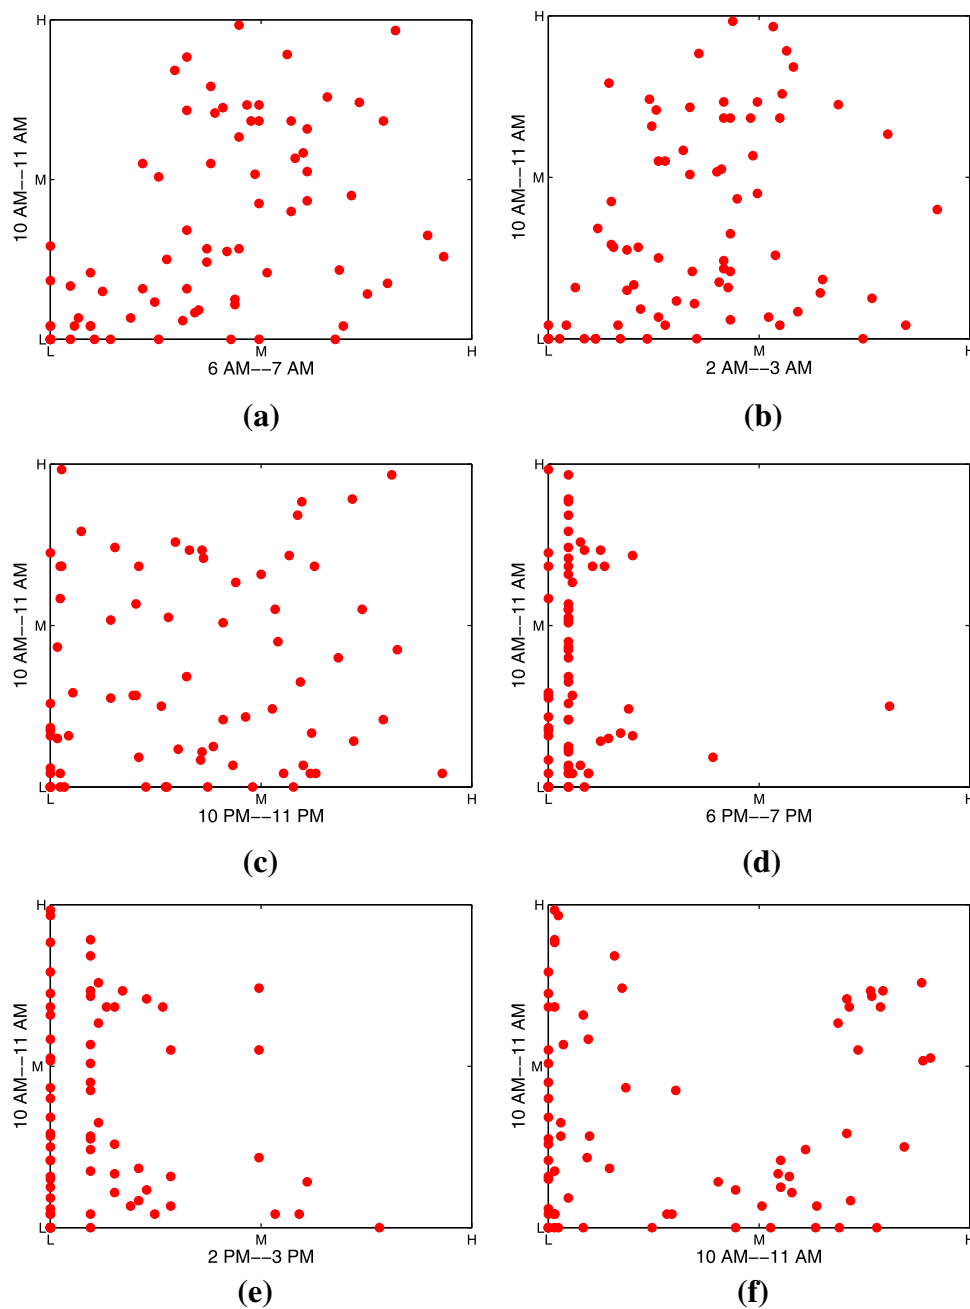 H H
10 AM--11 AM 10 AM--11 AM
M M
L L
L M H L M H
6 AM--7 AM 2 AM--3 AM
(a) (b)
H H
10 AM--11 AM 10 AM--11 AM
M M
L L
L M H L M H
10 PM--11 PM 6 PM--7 PM
(c) (d)
H H
10 AM--11 AM 10 AM--11 AM
M M
L L
L M H L M H
2 PM--3 PM 10 AM--11 AM
(e) (f)